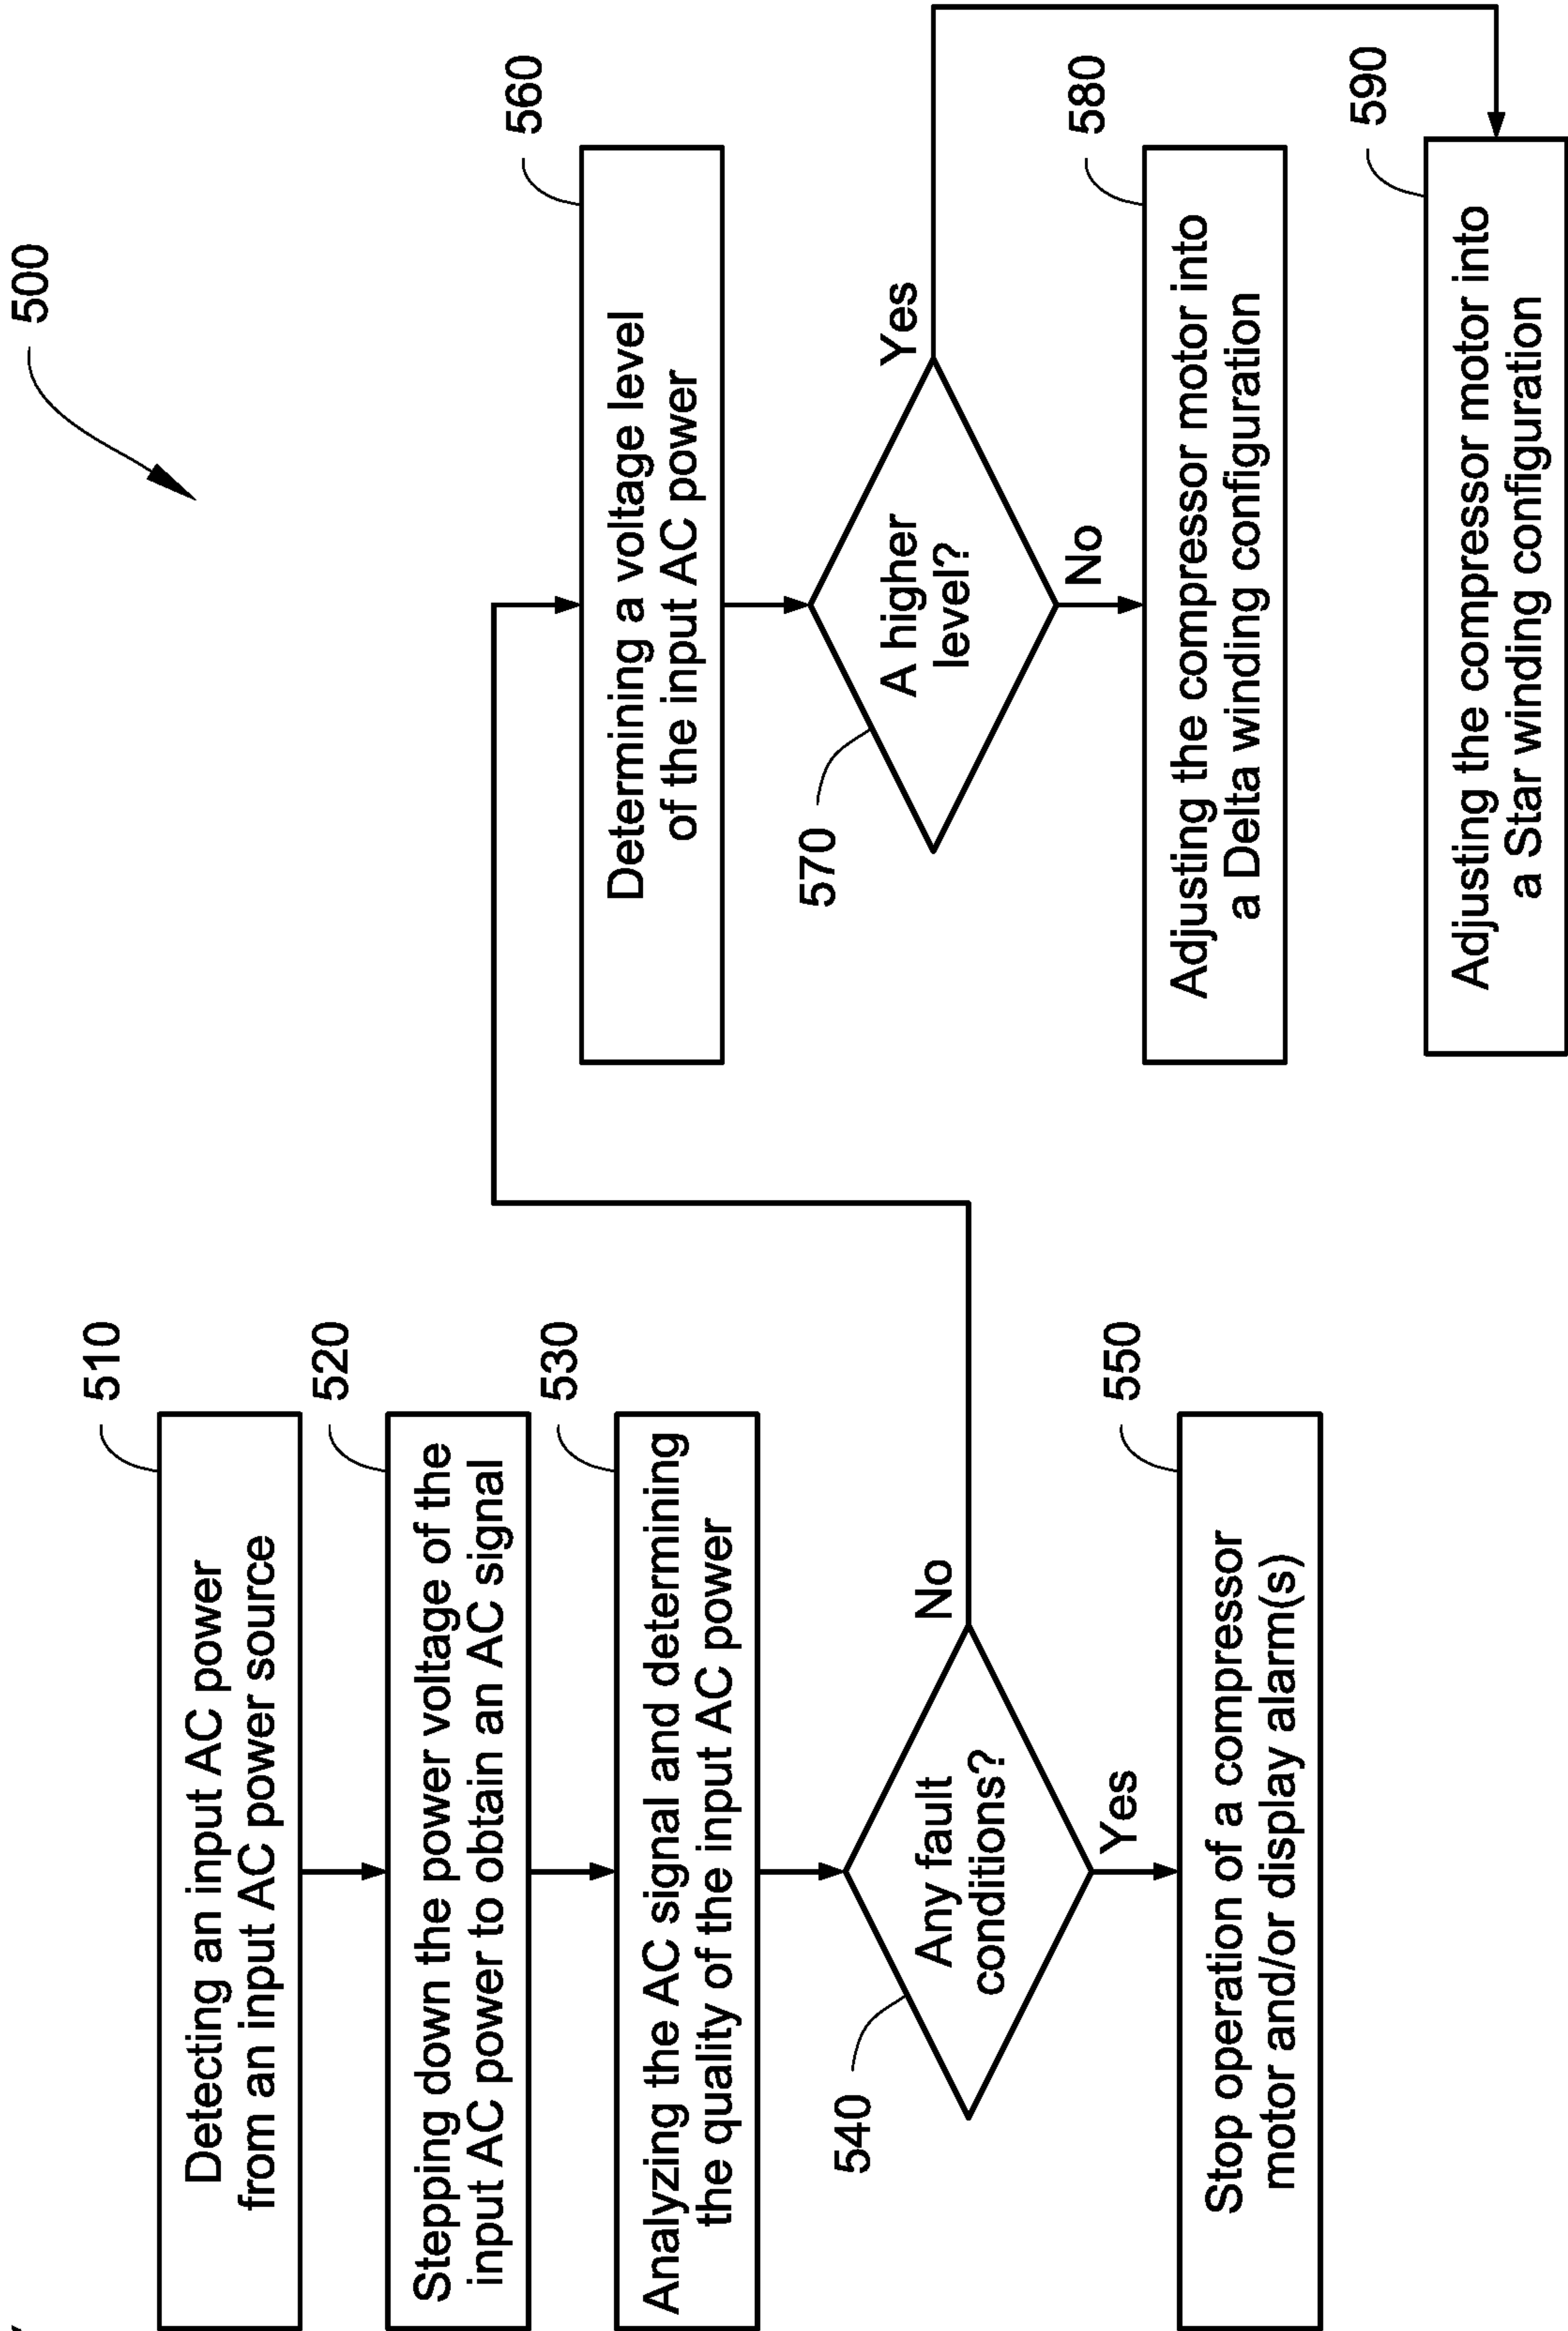 500
510
Detecting an input AC power
from an input AC power source
520
Stepping down the power voltage of the
input AC power to obtain an AC signal
530
Analyzing the AC signal and determining
the quality of the input AC power
540
Any fault
conditions?
No
Yes
550
Stop operation of a compressor
motor and/or display alarm(s)
560
Determining a voltage level
of the input AC power
570
A higher
level?
Yes
No
580
Adjusting the compressor motor into
a Delta winding configuration
590
Adjusting the compressor motor into
a Star winding configuration